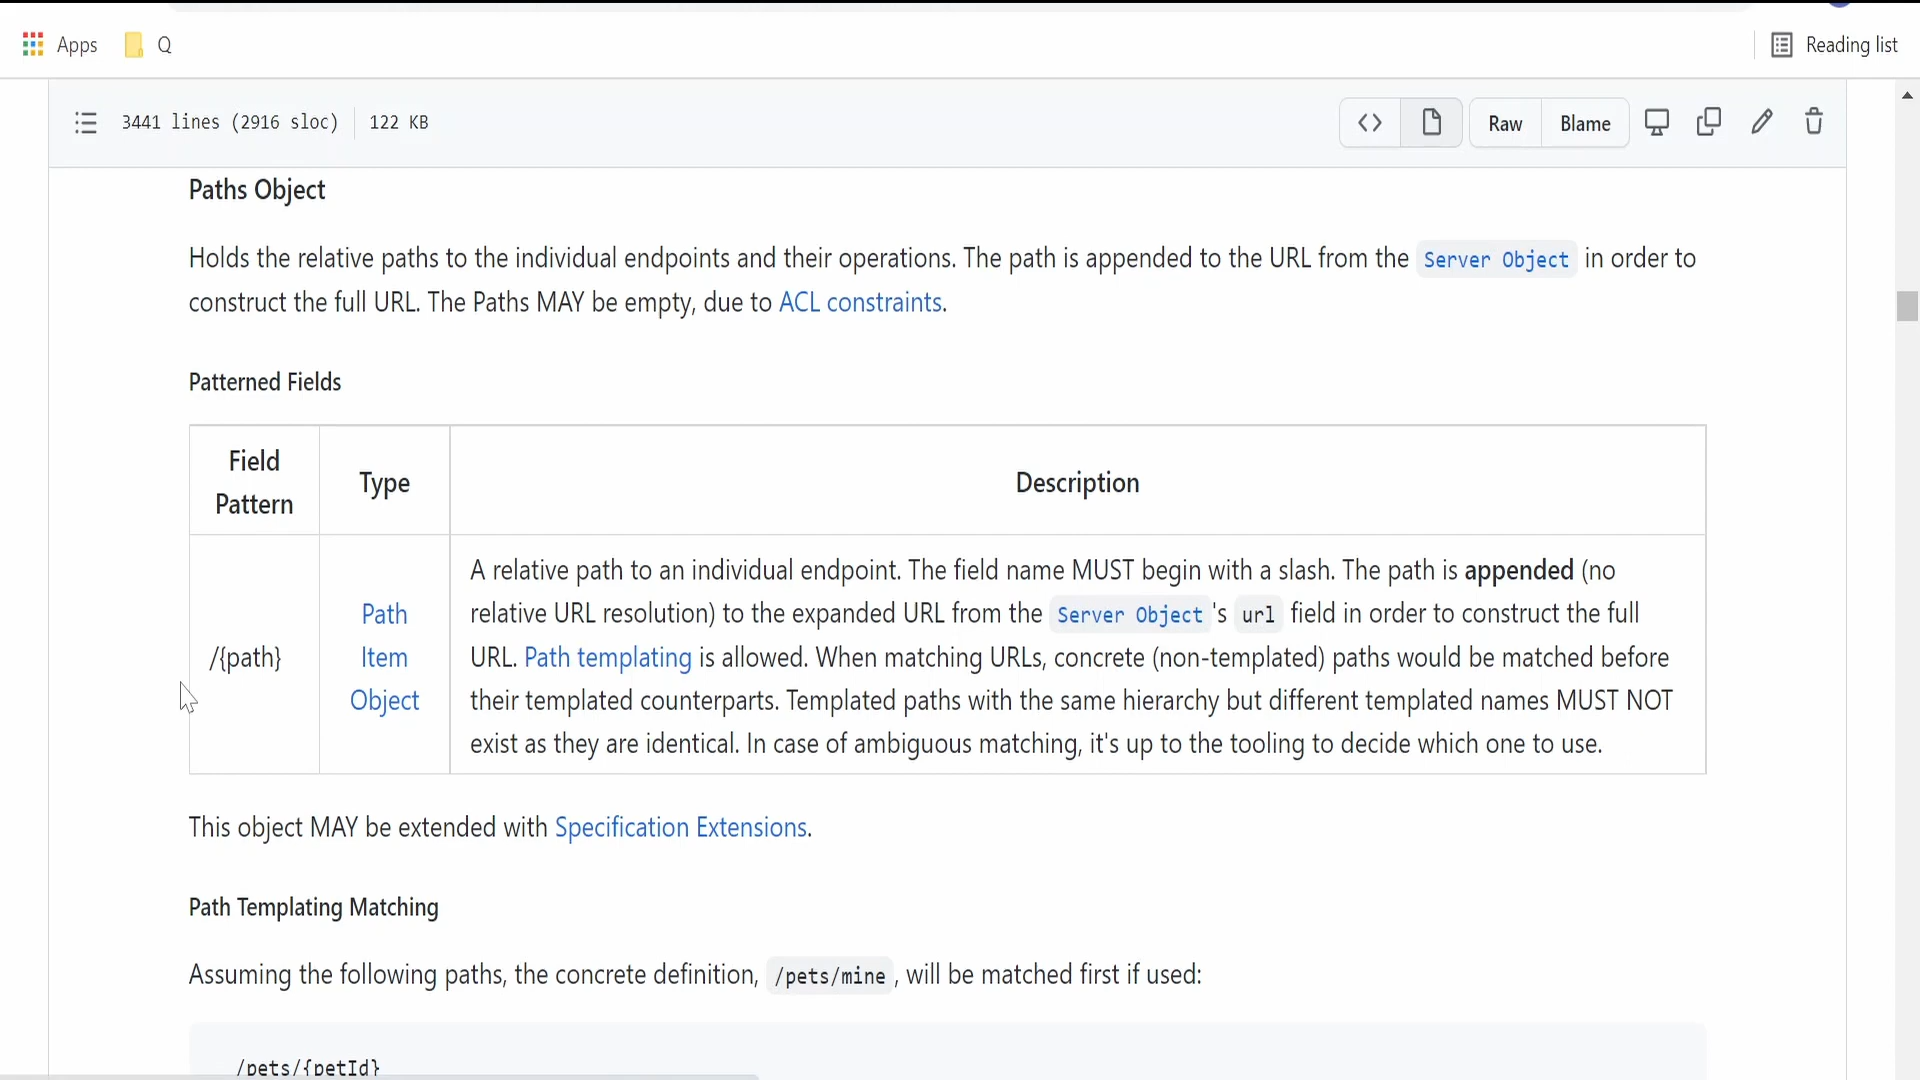 Apps Q Reading list
3441 lines (2916 sloc) 122 KB Raw Blame
Paths Object
Holds the relative paths to the individual endpoints and their operations. The path is appended to the URL from the Server Object in order to
construct the full URL. The Paths MAY be empty, due to ACL constraints.
Patterned Fields
Field
Pattern
Type
Description
/{path}
Path
Item
Object
A relative path to an individual endpoint. The field name MUST begin with a slash. The path is appended (no
relative URL resolution) to the expanded URL from the Server Object's url field in order to construct the full
URL. Path templating is allowed. When matching URLs, concrete (non-templated) paths would be matched before
their templated counterparts. Templated paths with the same hierarchy but different templated names MUST NOT
exist as they are identical. In case of ambiguous matching, it's up to the tooling to decide which one to use.
This object MAY be extended with Specification Extensions.
Path Templating Matching
Assuming the following paths, the concrete definition, /pets/mine, will be matched first if used:
/pets/{petId}